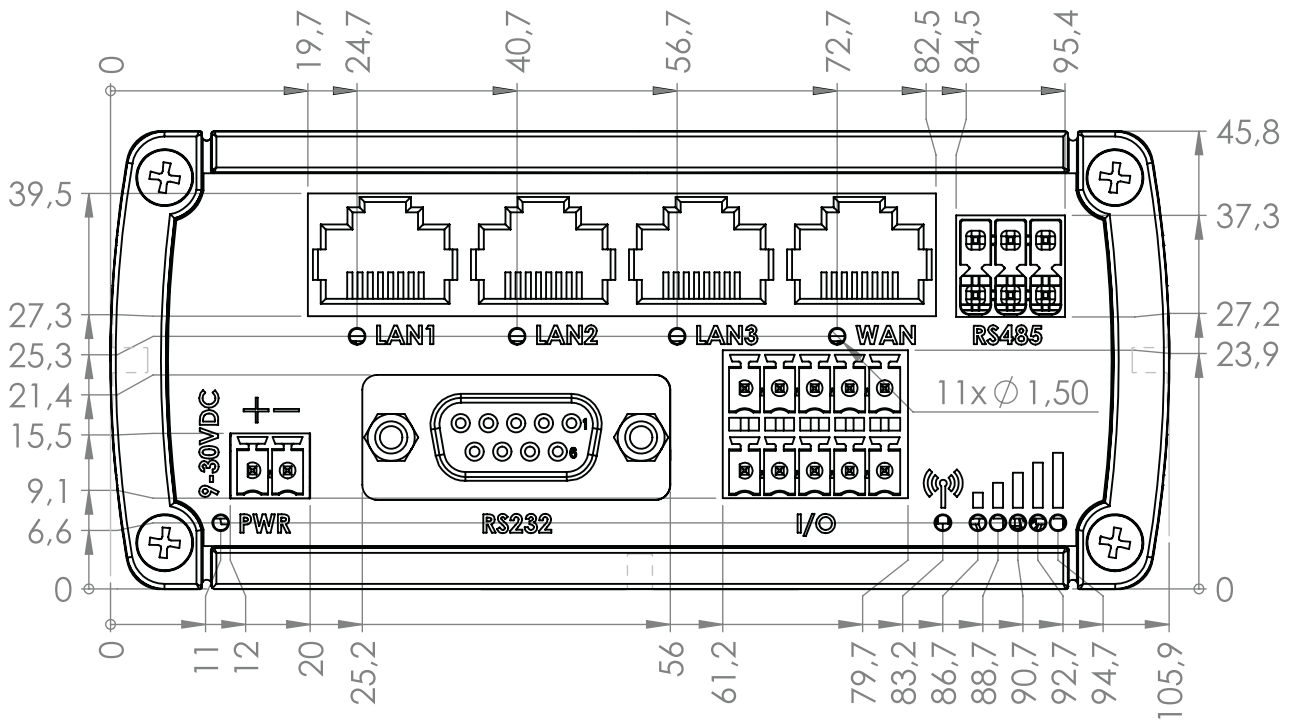 0 19,7 24,7 40,7 56,7 72,7 82,5 84,5 95,4
45,8
39,5
37,3
27,3
27,2
25,3
23,9
21,4
15,5
9,1
6,6
0
0
LAN1 LAN2 LAN3 WAN RS485
11x∅1,50
9-30VDC
+ −
1
6
PWR RS232 I/O
0 11 12 20 25,2 56 61,2 79,7 83,2 86,7 88,7 90,7 92,7 94,7 105,9